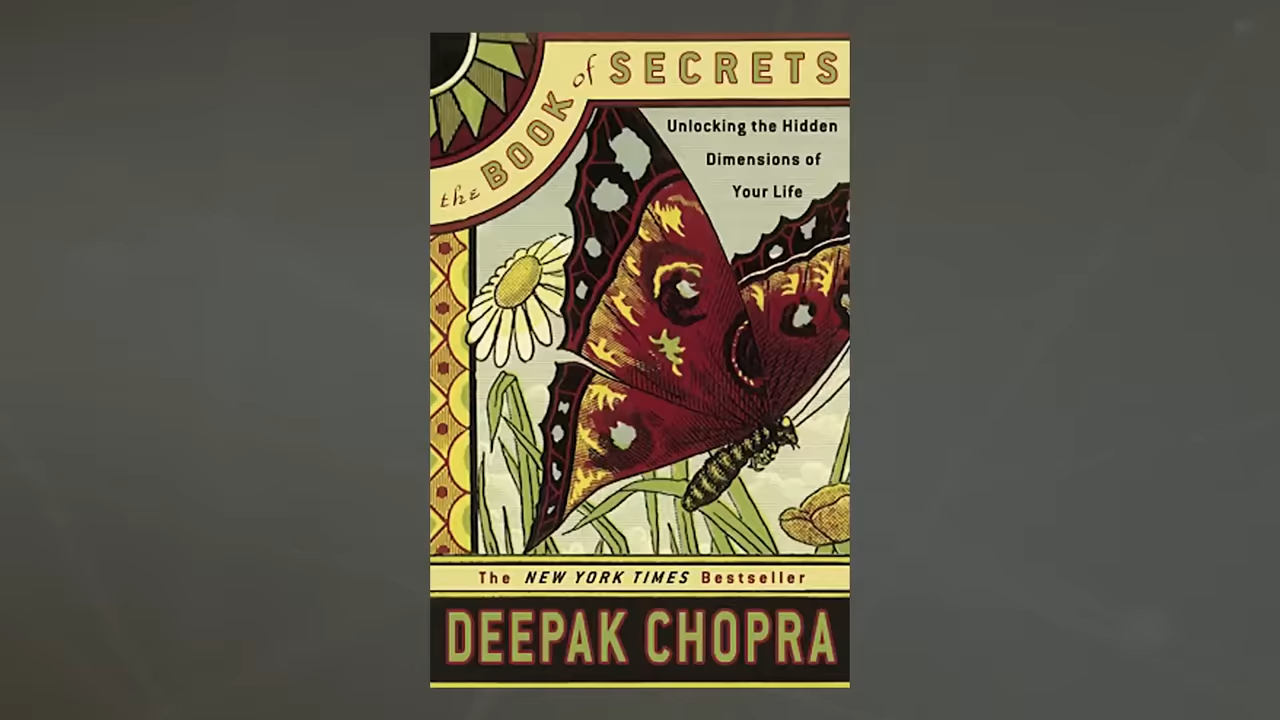 the BOOK of SECRETS
Unlocking the Hidden
Dimensions of
Your Life
The NEW YORK TIMES Bestseller
DEEPAK CHOPRA